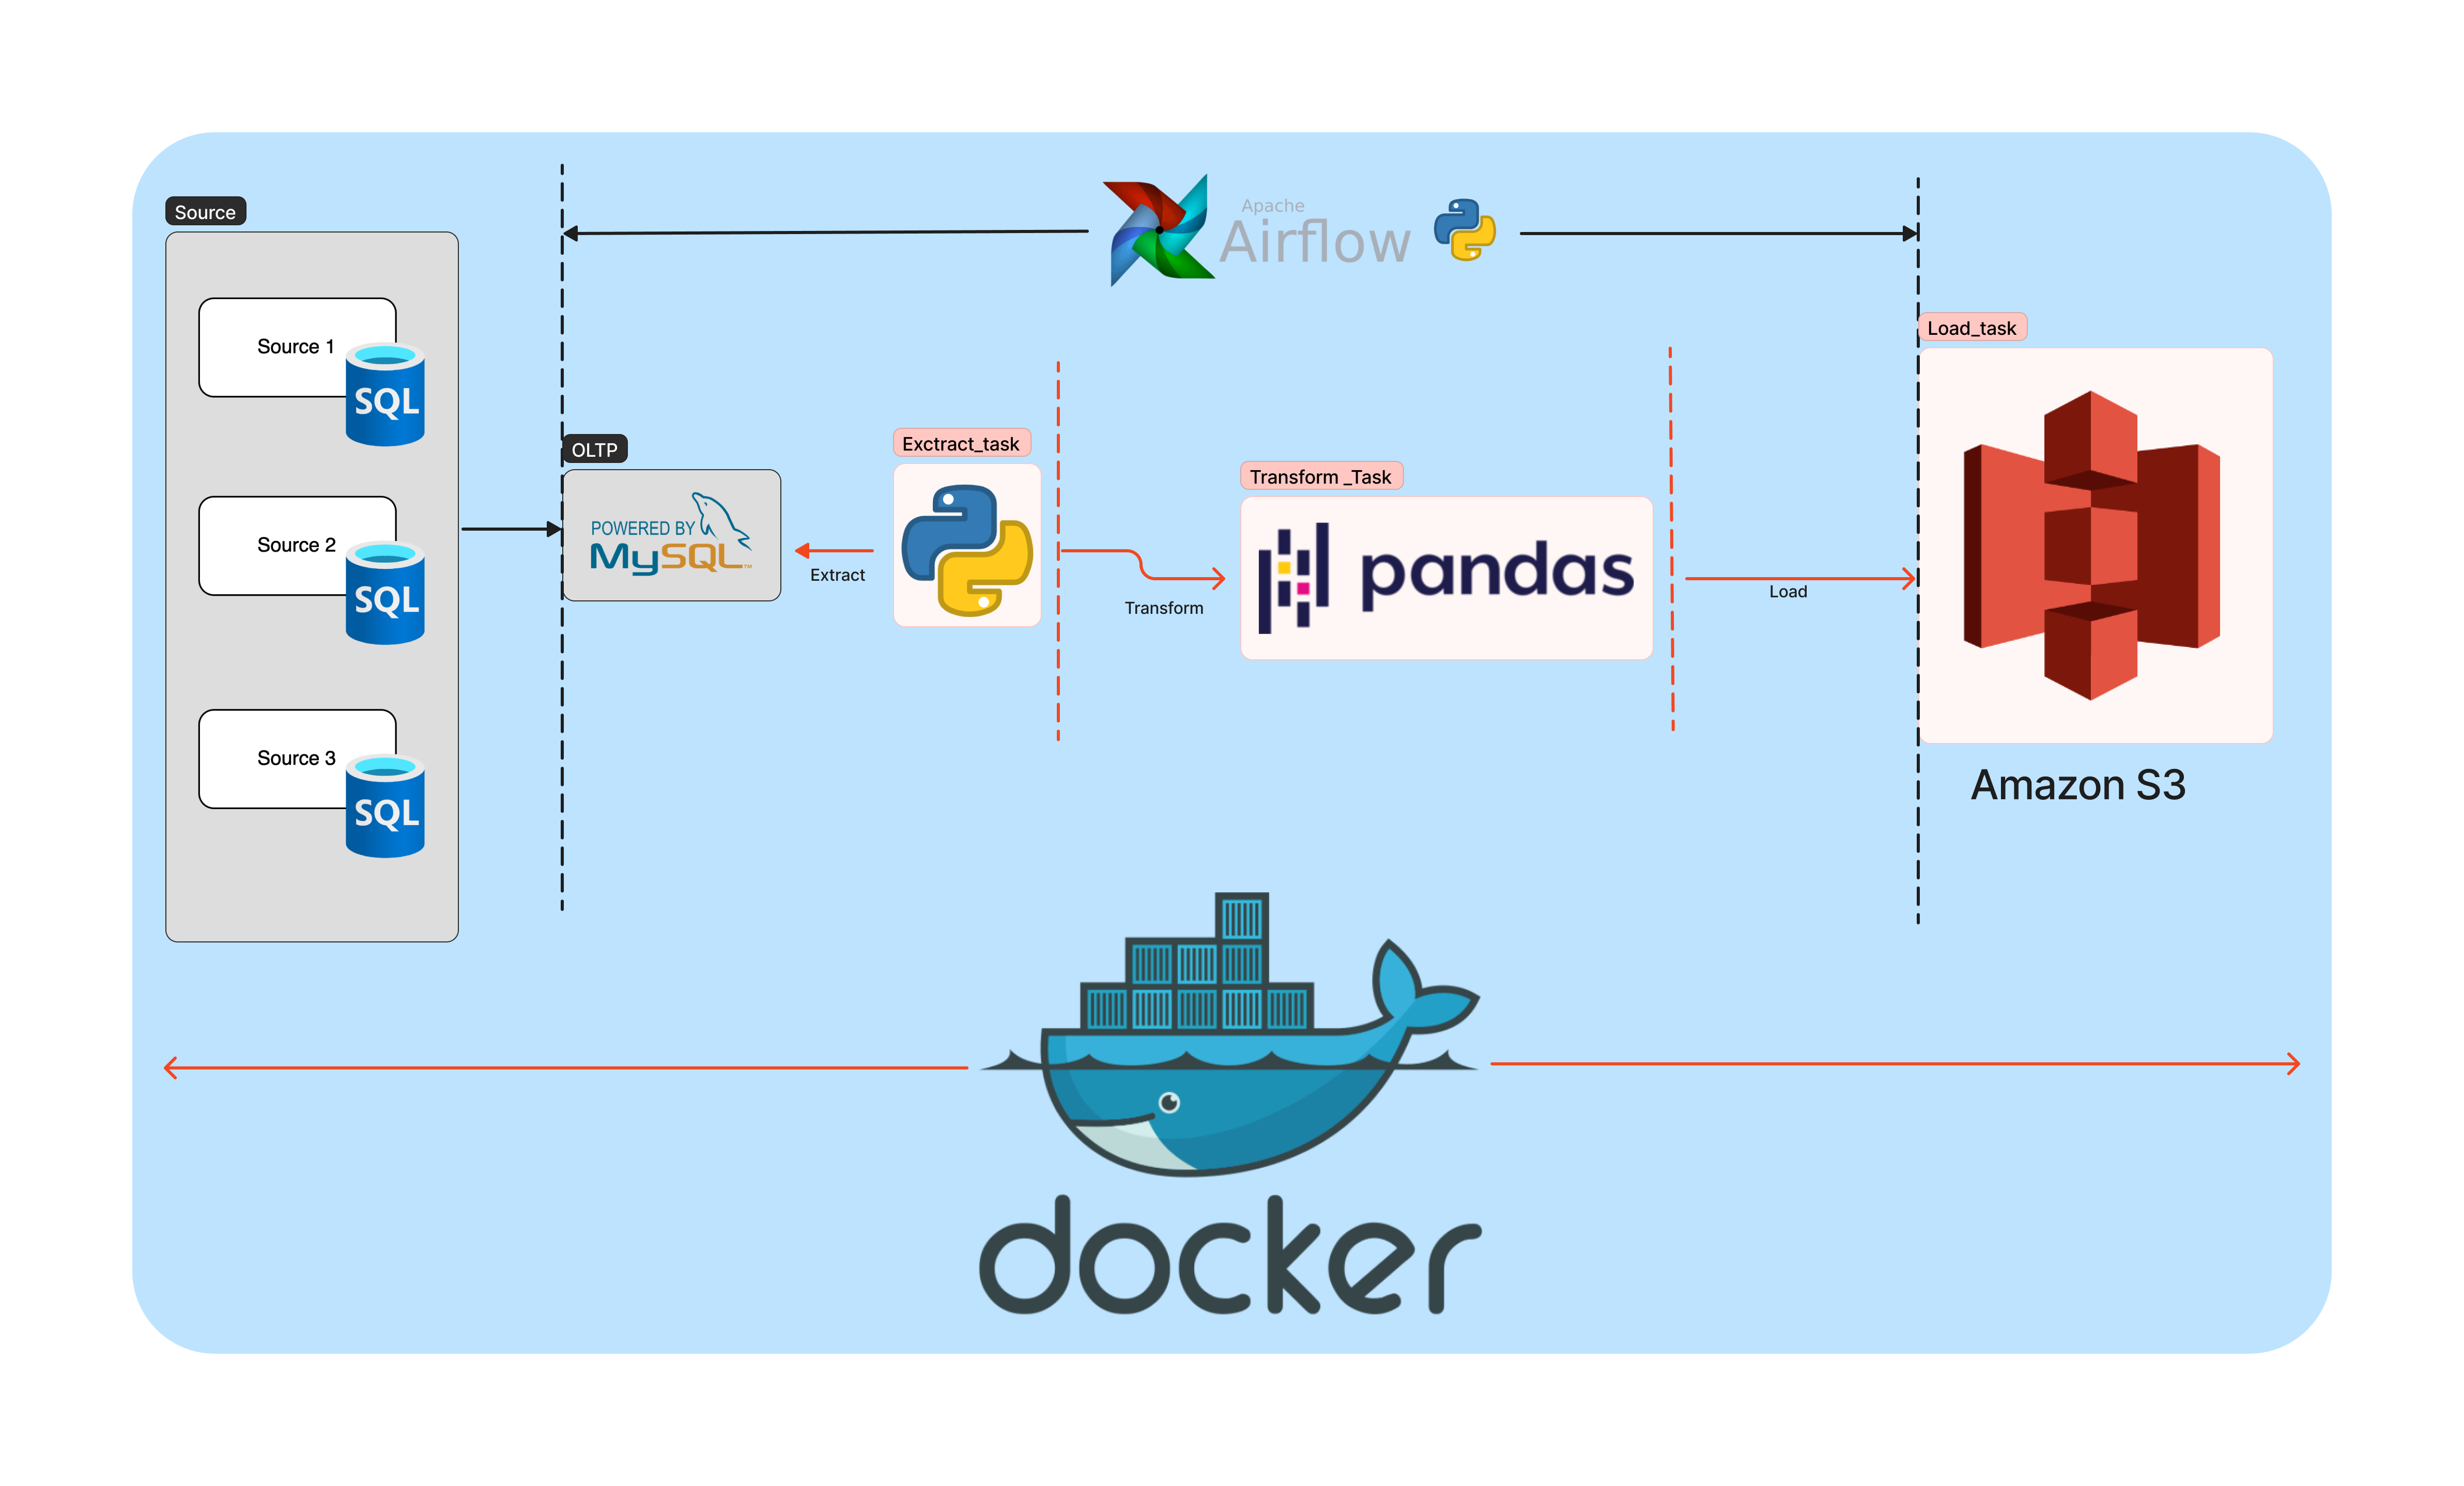 Source
Source 1
SQL
Source 2
SQL
Source 3
SQL
Apache
Airflow
OLTP
POWERED BY
MySQL™
Extract
Exctract_task
Transform
Transform _Task
pandas
Load
Load_task
Amazon S3
docker